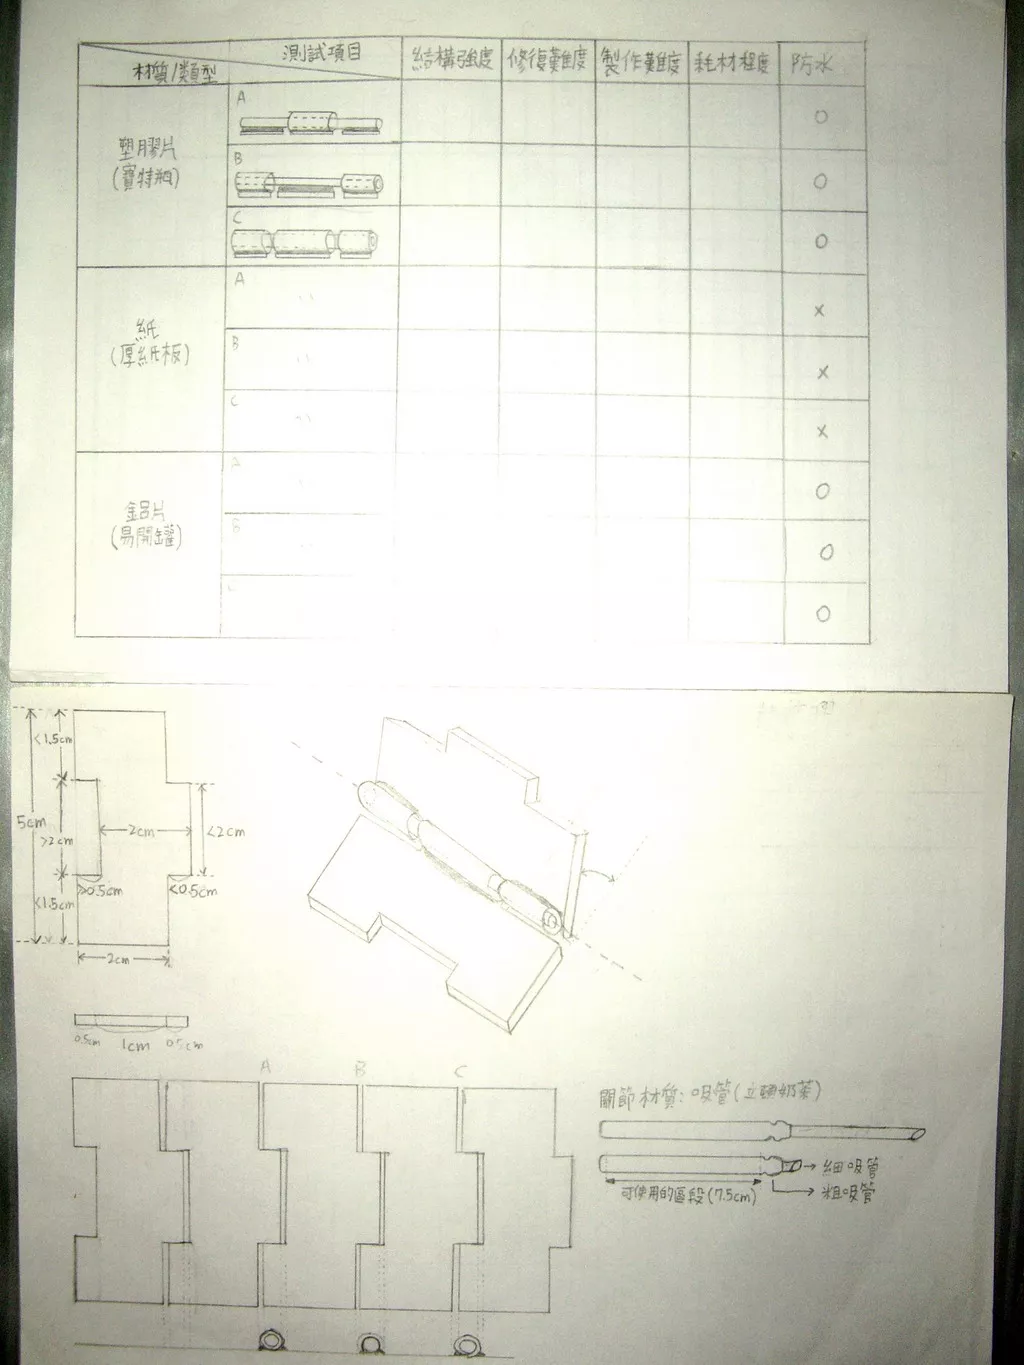 測試項目 結構強度 修復難度 製作難度 耗材程度 防水
材質/類型
塑膠片
(寶特瓶)
A ○
B ○
C ○
紙
(厚紙板)
A 〃 ×
B 〃 ×
C 〃 ×
鋁片
(易開罐)
A ○
B ○
C ○
<1.5cm
5cm
>2cm
2cm
<2cm
>0.5cm
<0.5cm
<1.5cm
2cm
0.5cm 1cm 0.5cm
A B C
關節材質:吸管(立頓奶茶)
→細吸管
可使用的區段(7.5cm) →粗吸管